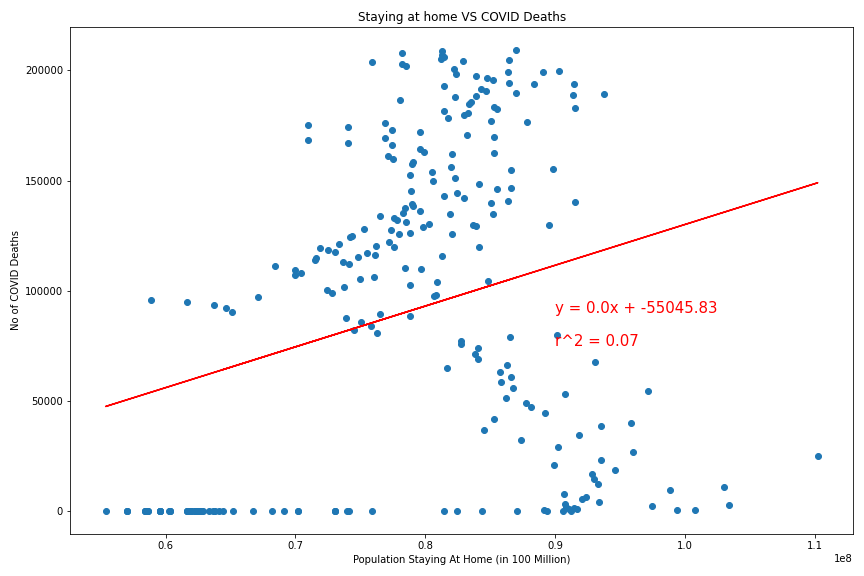 Staying at home VS COVID Deaths
No of COVID Deaths
200000
150000
100000
50000
0
y = 0.0x + -55045.83
r^2 = 0.07
0.6 0.7 0.8 0.9 1.0 1.1
1e8
Population Staying At Home (in 100 Million)